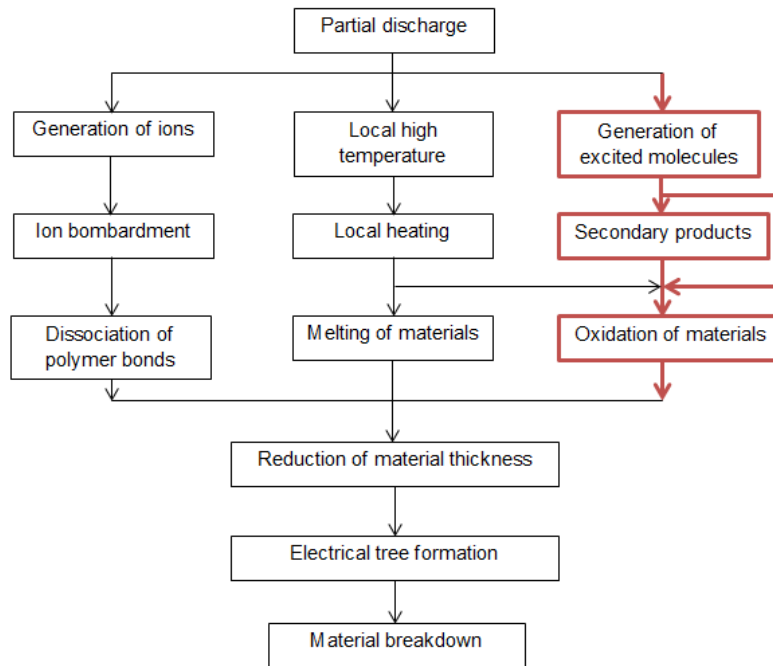 Partial discharge
Generation of ions
Local high
temperature
Generation of
excited molecules
Ion bombardment
Local heating
Secondary products
Dissociation of
polymer bonds
Melting of materials
Oxidation of materials
Reduction of material thickness
Electrical tree formation
Material breakdown